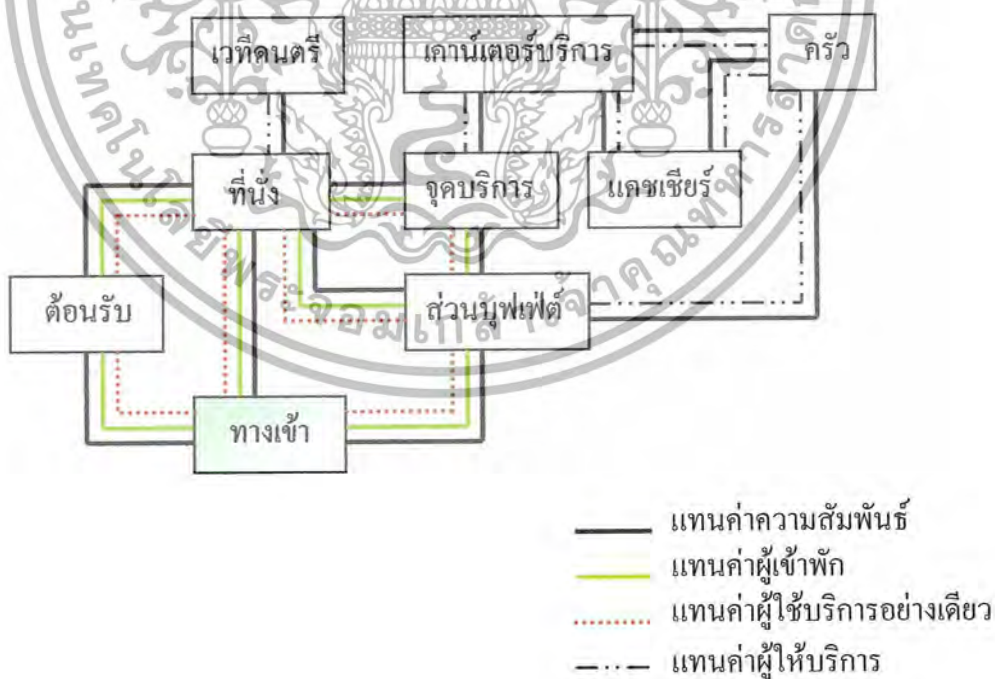 เวทีดนตรี เคาน์เตอร์บริการ ครัว
ที่นั่ง จุดบริการ แคชเชียร์
ต้อนรับ ส่วนบุฟเฟ่ต์
ทางเข้า
แทนค่าความสัมพันธ์
แทนค่าผู้เข้าพัก
แทนค่าผู้ใช้บริการอย่างเดียว
แทนค่าผู้ให้บริการ